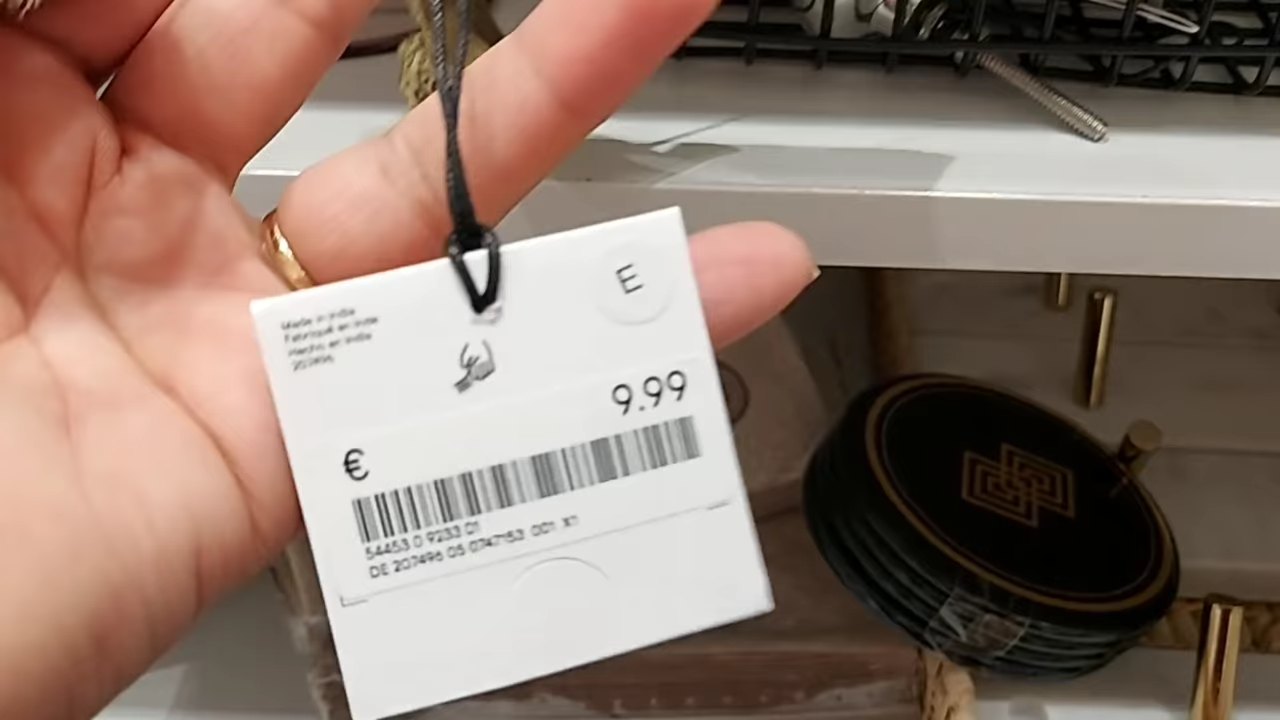 Made in India
Fabriqué en Inde
Hecho en India
207496
E
9.99
€
54453 0 9233 01
DE 207496 05 0747153 001 X1